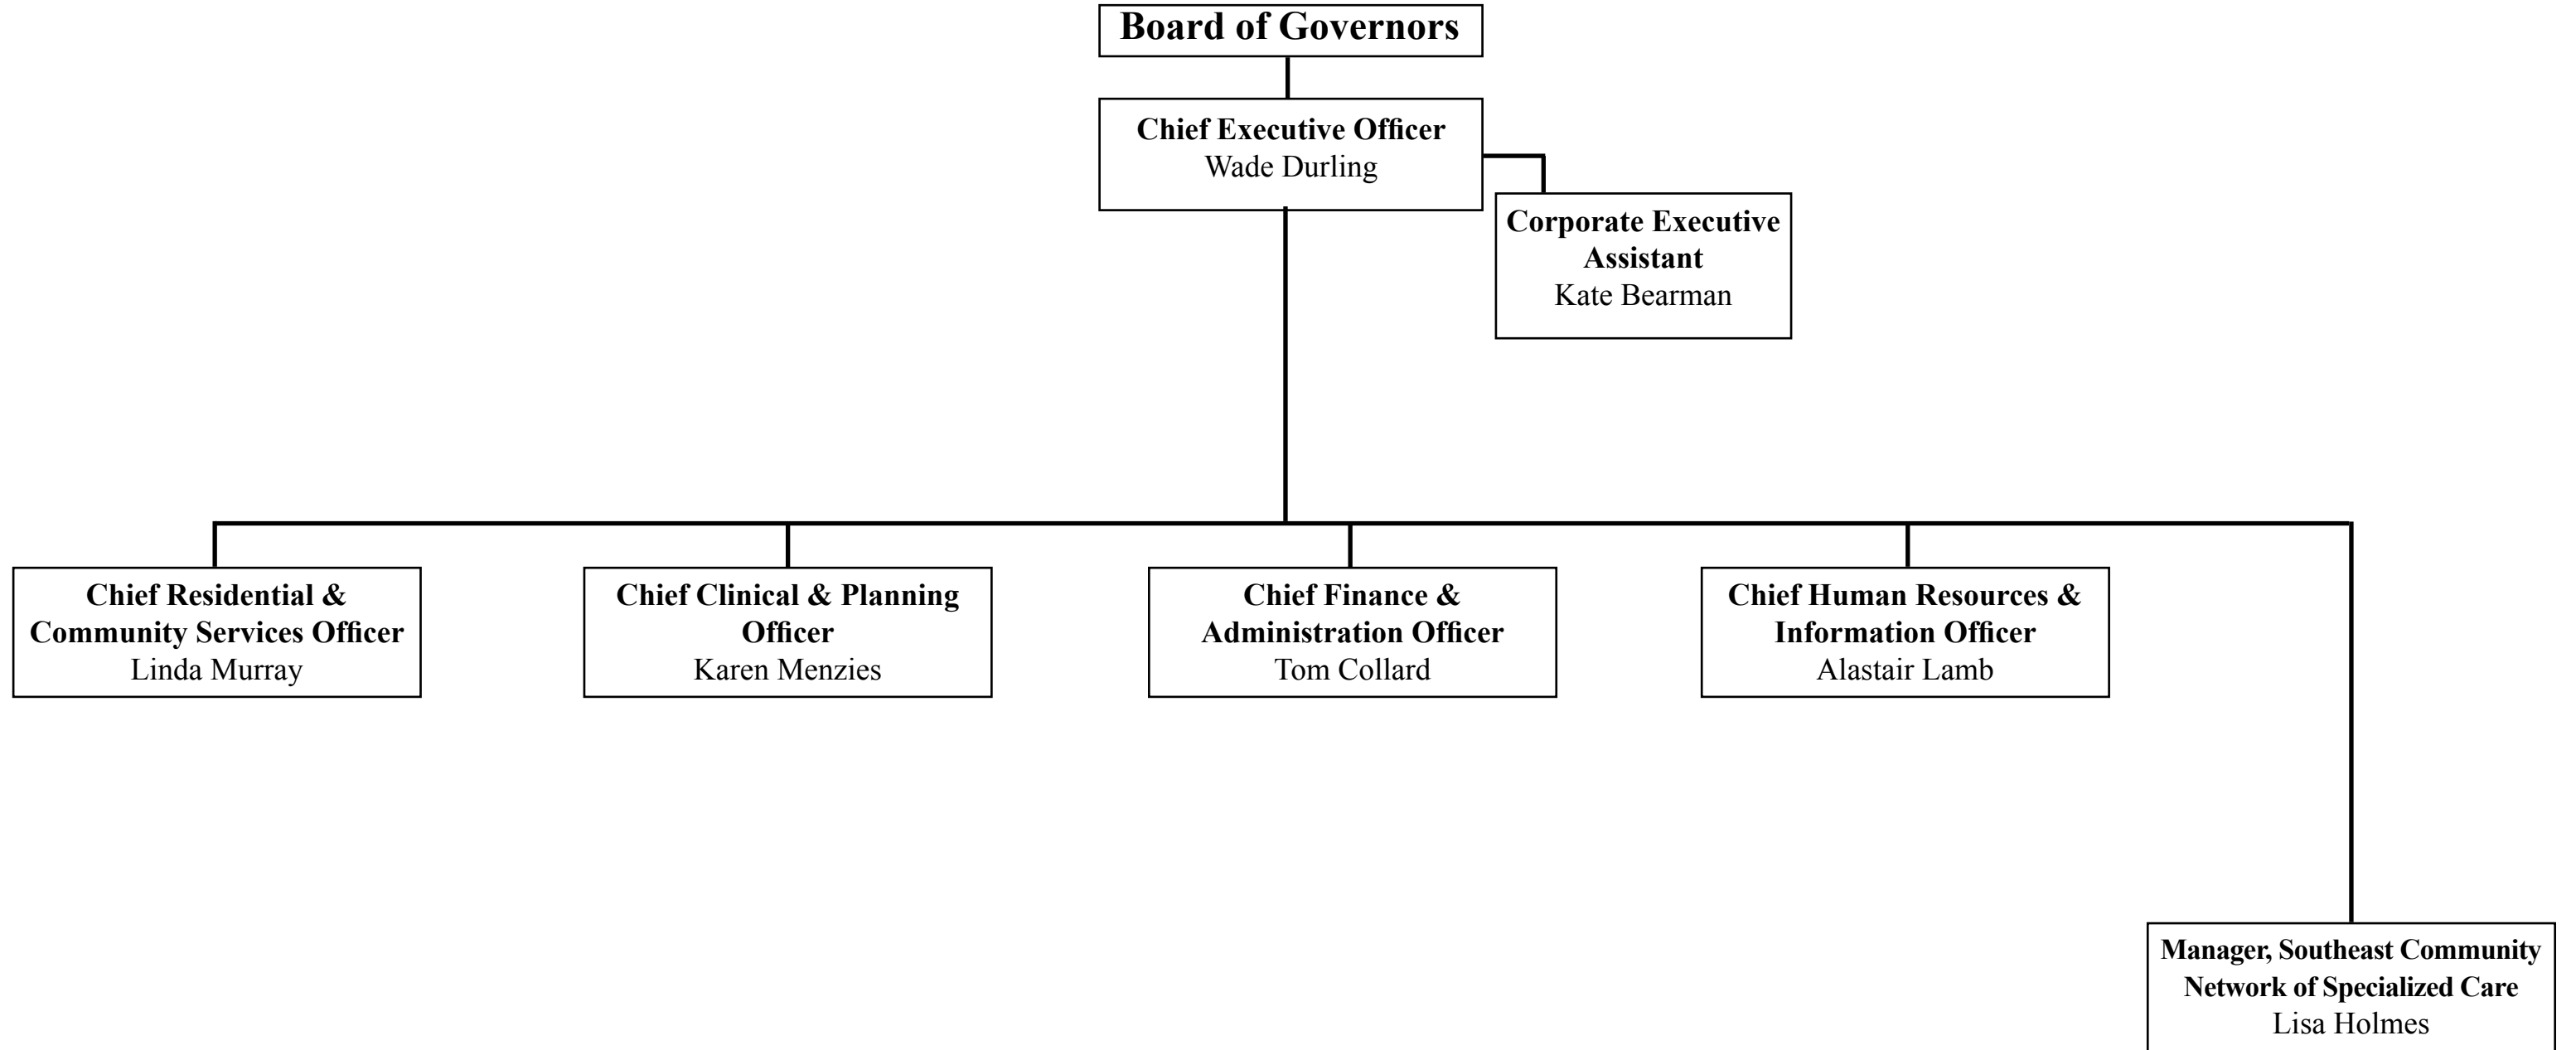 Board of Governors
Chief Executive Officer
Wade Durling
Corporate Executive
Assistant
Kate Bearman
Chief Residential &
Community Services Officer
Linda Murray
Chief Clinical & Planning
Officer
Karen Menzies
Chief Finance &
Administration Officer
Tom Collard
Chief Human Resources &
Information Officer
Alastair Lamb
Manager, Southeast Community
Network of Specialized Care
Lisa Holmes